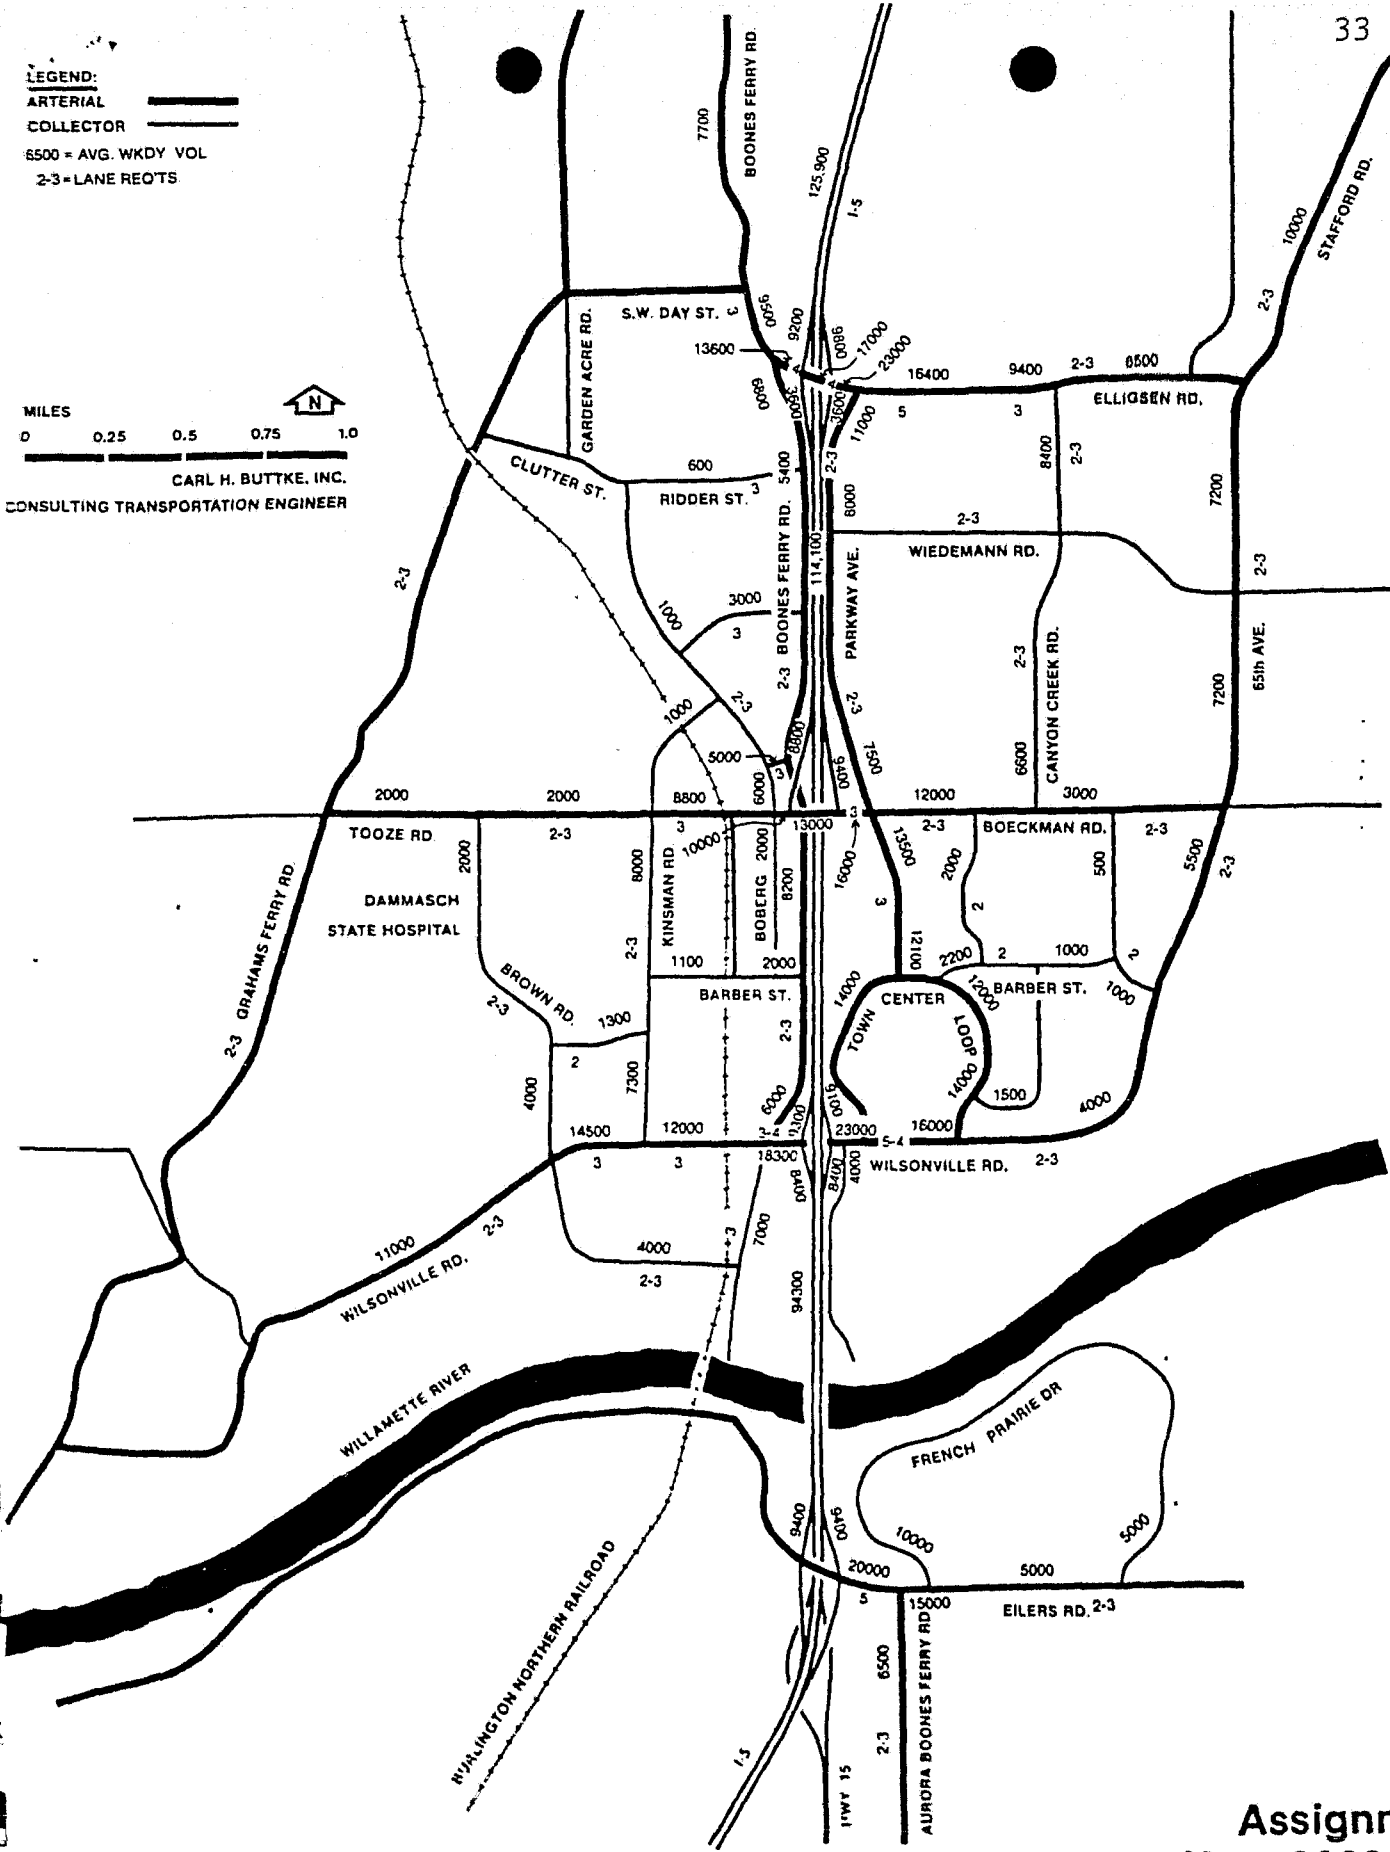 33
LEGEND:
ARTERIAL
COLLECTOR
6500 = AVG. WKDY VOL
2-3 = LANE REQ'TS
BOONES FERRY RD.
7700
125,900
I-5
10000
STAFFORD RD.
2-3
S.W. DAY ST.
3
9500
9200
9800
17000
23000
13600
4
4
6800
3600
3600
11000
16400
5
9400
3
2-3
8500
ELLIGSEN RD.
GARDEN ACRE RD.
N
MILES
0 0.25 0.5 0.75 1.0
CARL H. BUTTKE, INC.
CONSULTING TRANSPORTATION ENGINEER
CLUTTER ST.
600
RIDDER ST.
3
5400
2-3
8000
8400
2-3
7200
2-3
WIEDEMANN RD.
2-3
114,100
BOONES FERRY RD.
PARKWAY AVE.
2-3
1000
3000
3
2-3
2-3
CANYON CREEK RD.
65th AVE.
7200
2-3
2-3
1000
5000
3
8800
9400
7500
6600
6000
2000
2000
8800
12000
3000
TOOZE RD.
2-3
3
10000
13000
3
2-3
BOECKMAN RD.
2-3
2000
8000
KINSMAN RD.
BOBERG
2000
8200
16000
13500
2000
500
5500
2-3
DAMMASCH
STATE HOSPITAL
GRAHAMS FERRY RD.
2-3
2-3
3
2
12100
1100
2000
2200
2
1000
2
BARBER ST.
14000
TOWN
CENTER
LOOP
12000
BARBER ST.
1000
BROWN RD.
2-3
1300
2
2-3
4000
7300
14000
1500
4000
6000
9100
14500
12000
23000
5-4
16000
3
3
18300
WILSONVILLE RD.
2-3
8400
8400
4000
11000
2-3
WILSONVILLE RD.
4000
2-3
3
7000
94300
WILLAMETTE RIVER
FRENCH PRAIRIE DR
9400
9400
10000
5000
20000
5
15000
5000
EILERS RD.
2-3
NORTHERN RAILROAD
6500
2-3
AURORA BOONES FERRY RD
I-5
15